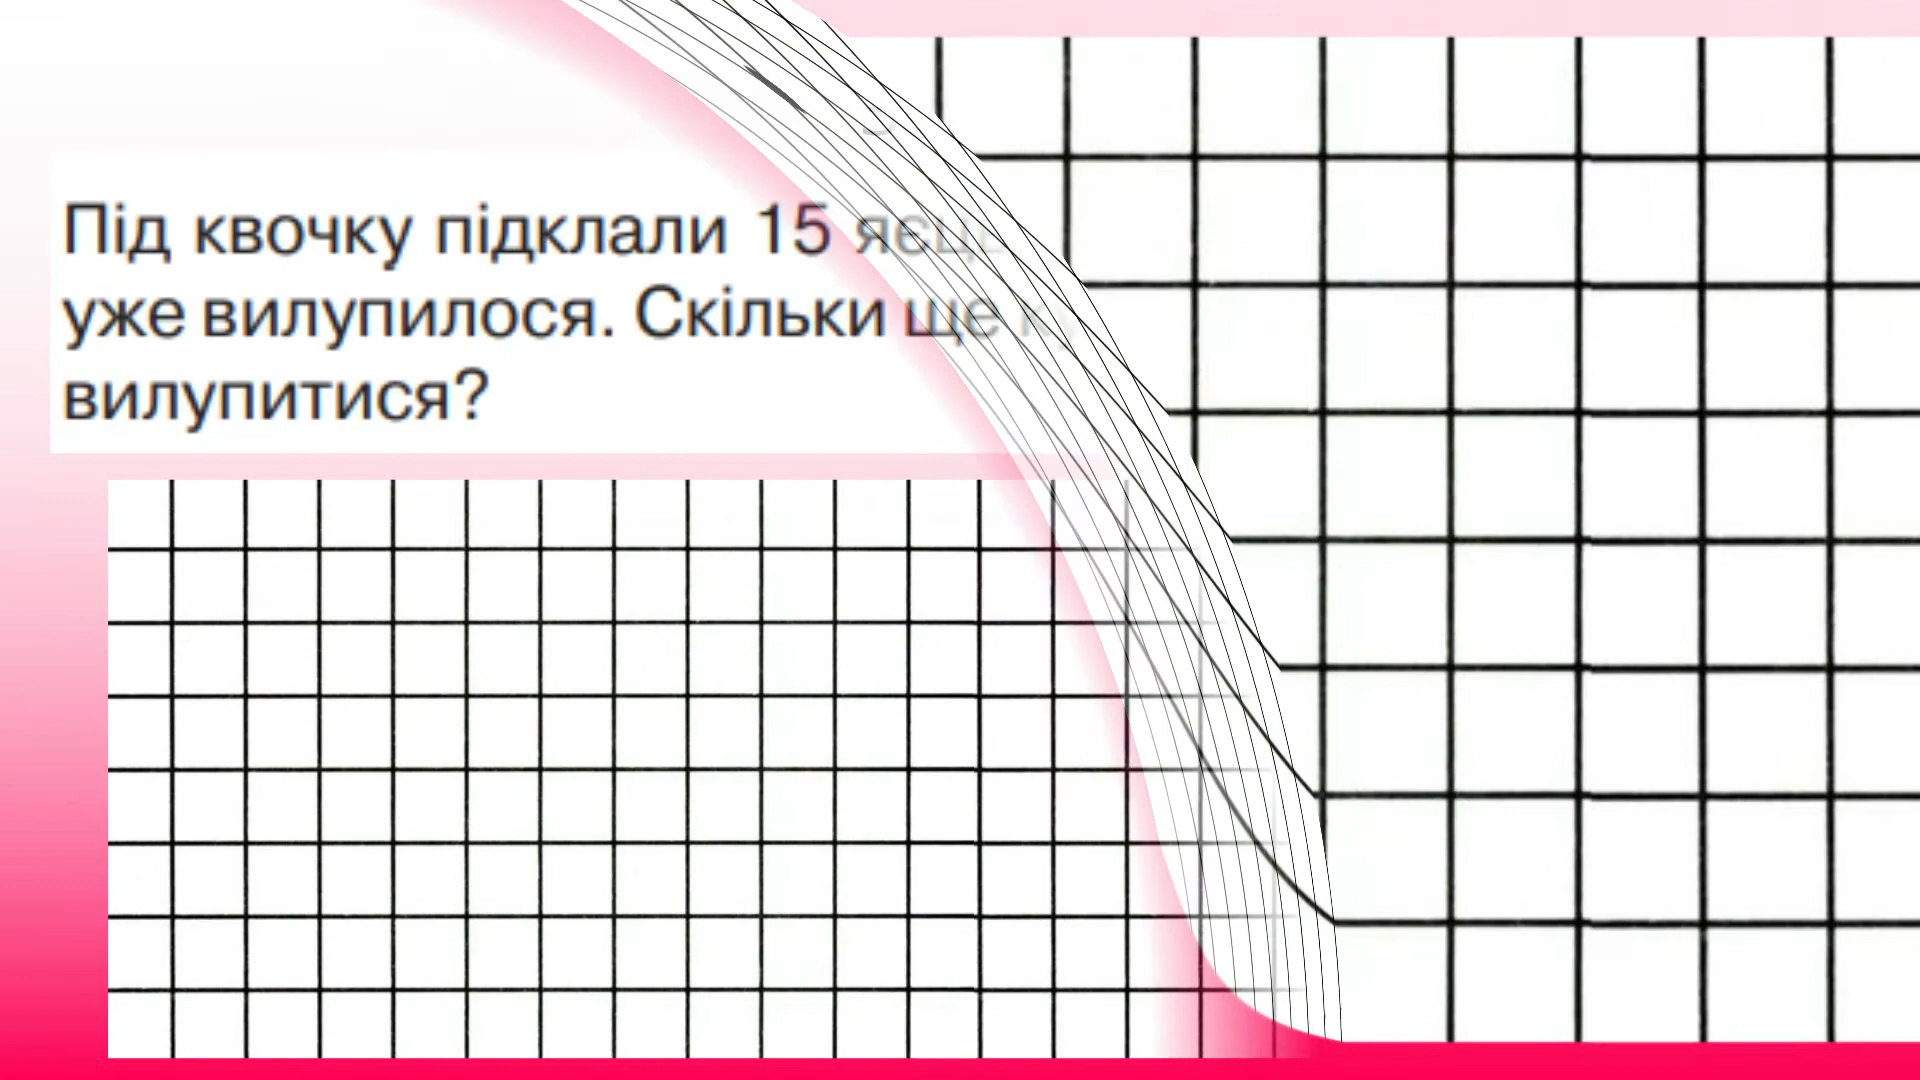 Під квочку підклали 15
уже вилупилося. Скільки ще
вилупитися?